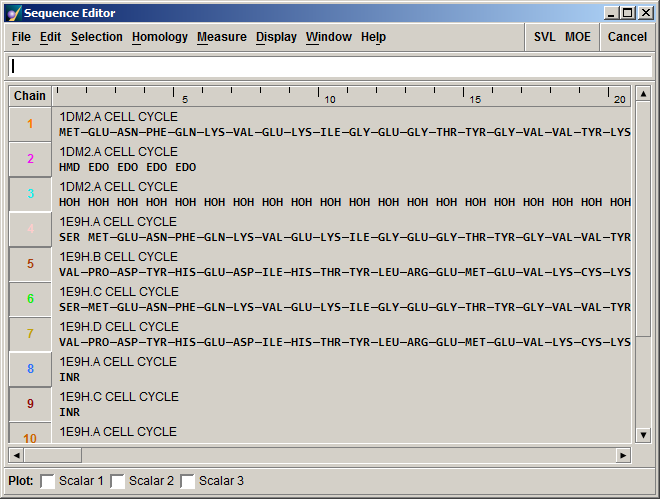 Sequence Editor
File Edit Selection Homology Measure Display Window Help SVL MOE Cancel
Chain 5 10 15 20
1 1DM2.A CELL CYCLE
MET—GLU—ASN—PHE—GLN—LYS—VAL—GLU—LYS—ILE—GLY—GLU—GLY—THR—TYR—GLY—VAL—VAL—TYR—LYS
2 1DM2.A CELL CYCLE
HMD EDO EDO EDO EDO
3 1DM2.A CELL CYCLE
HOH HOH HOH HOH HOH HOH HOH HOH HOH HOH HOH HOH HOH HOH HOH HOH HOH HOH HOH HOH
4 1E9H.A CELL CYCLE
SER MET—GLU—ASN—PHE—GLN—LYS—VAL—GLU—LYS—ILE—GLY—GLU—GLY—THR—TYR—GLY—VAL—VAL—TYR
5 1E9H.B CELL CYCLE
VAL—PRO—ASP—TYR—HIS—GLU—ASP—ILE—HIS—THR—TYR—LEU—ARG—GLU—MET—GLU—VAL—LYS—CYS—LYS
6 1E9H.C CELL CYCLE
SER—MET—GLU—ASN—PHE—GLN—LYS—VAL—GLU—LYS—ILE—GLY—GLU—GLY—THR—TYR—GLY—VAL—VAL—TYR
7 1E9H.D CELL CYCLE
VAL—PRO—ASP—TYR—HIS—GLU—ASP—ILE—HIS—THR—TYR—LEU—ARG—GLU—MET—GLU—VAL—LYS—CYS—LYS
8 1E9H.A CELL CYCLE
INR
9 1E9H.C CELL CYCLE
INR
10 1E9H.A CELL CYCLE
Plot: Scalar 1 Scalar 2 Scalar 3